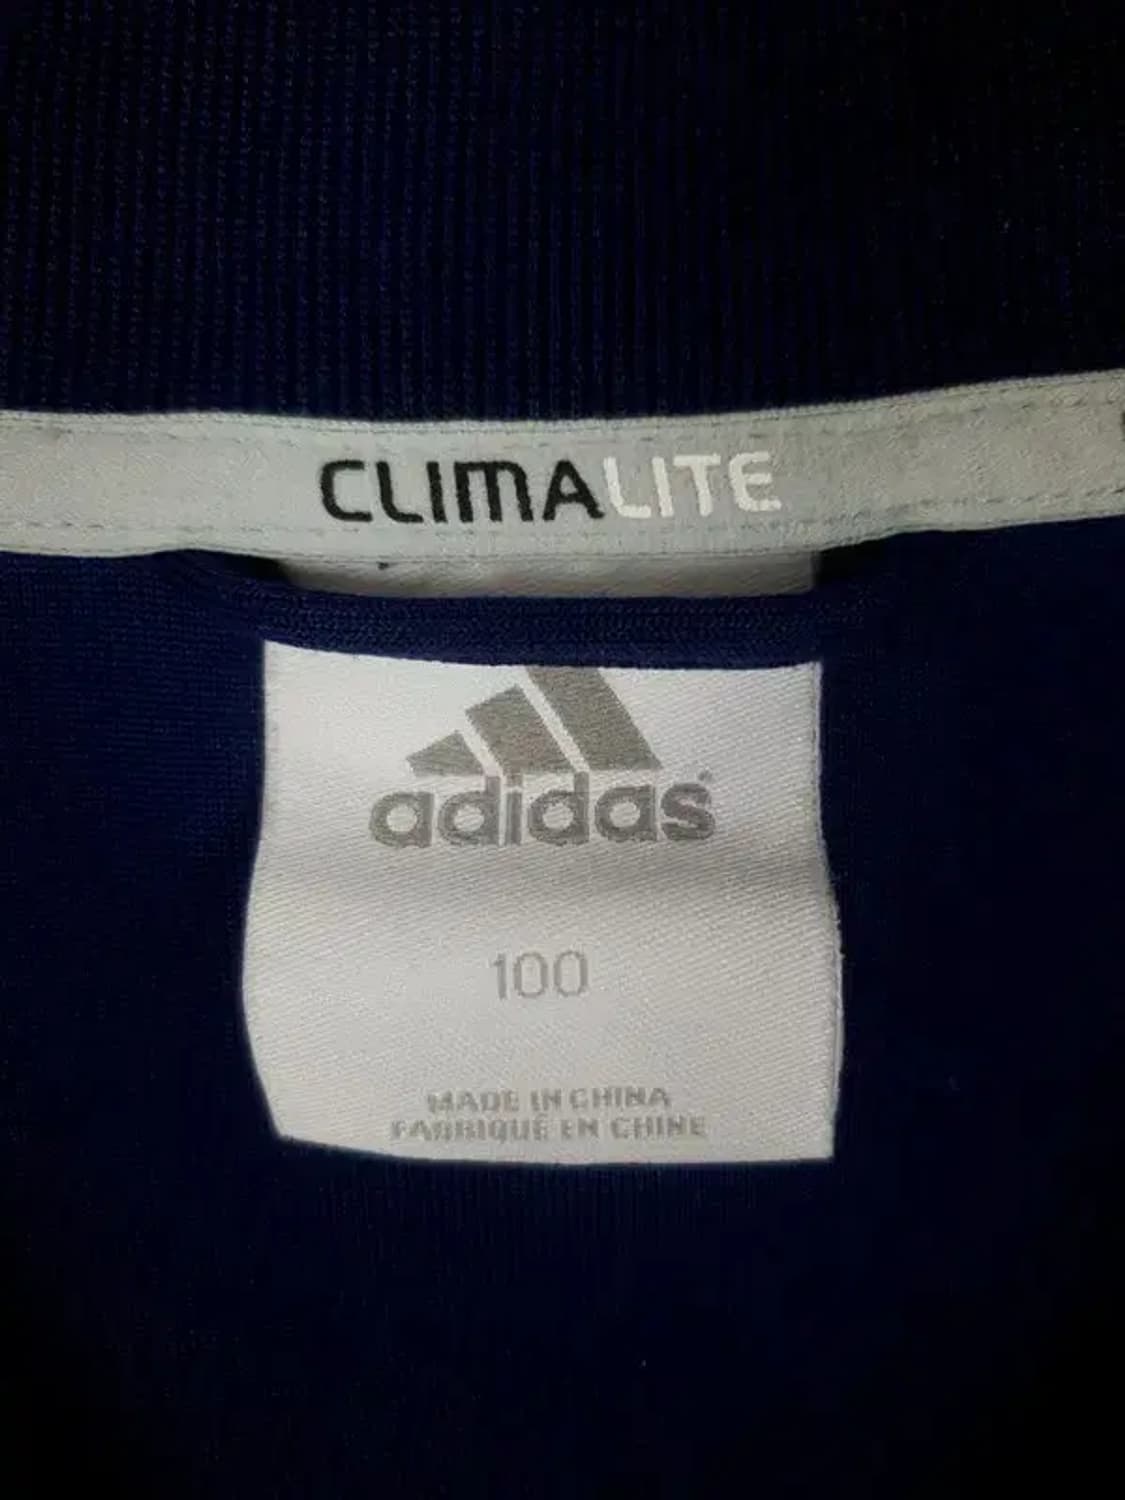 CLIMALITE
adidas®
100
MADE IN CHINA
FABRIQUÉ EN CHINE